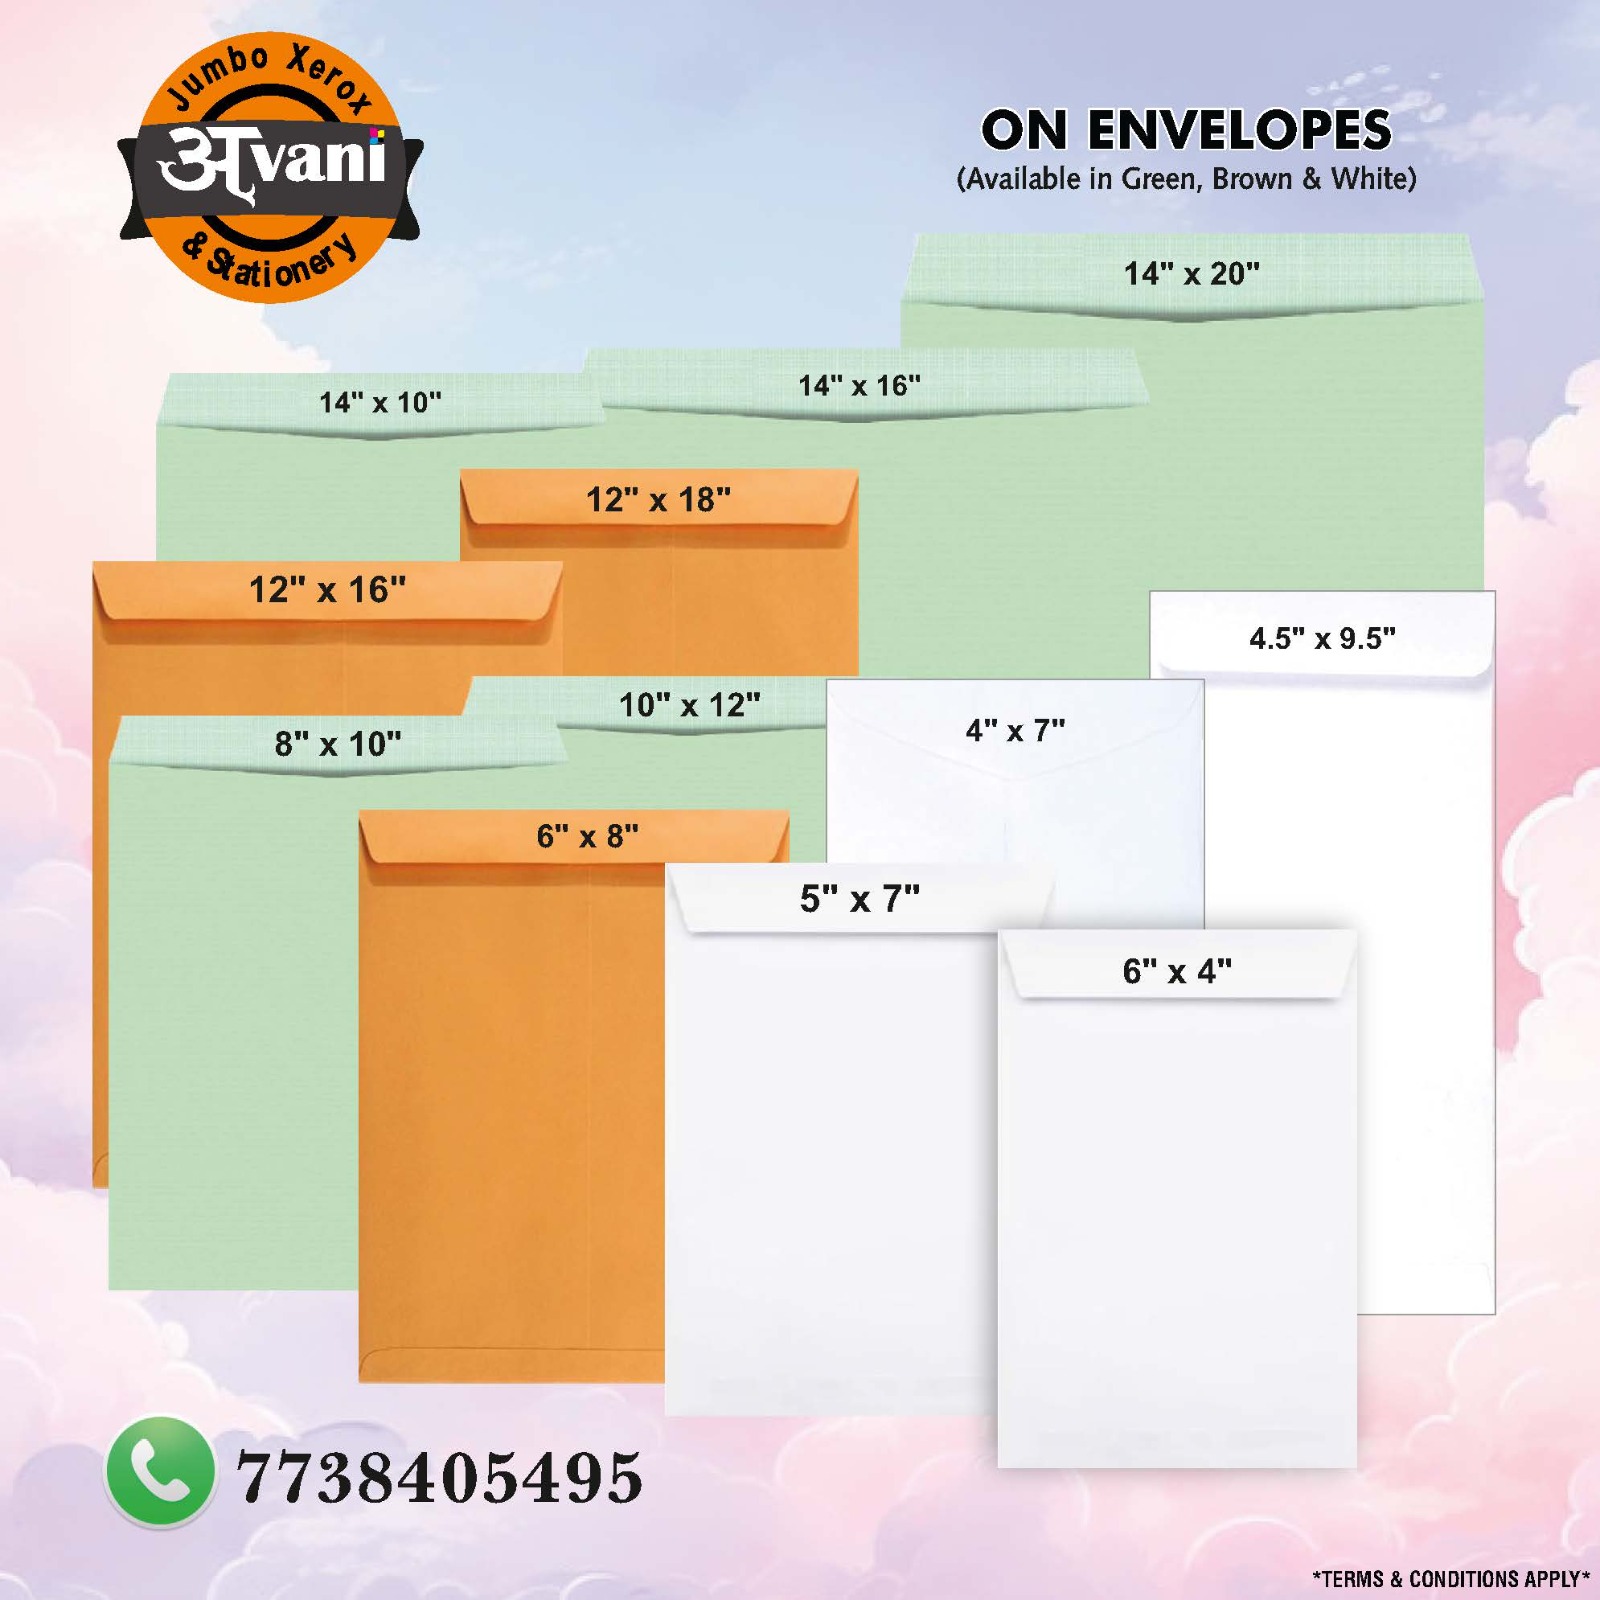 Jumbo Xerox
अvani
& Stationery
ON ENVELOPES
(Available in Green, Brown & White)
14" x 20"
14" x 16"
14" x 10"
12" x 18"
12" x 16"
4.5" x 9.5"
10" x 12"
4" x 7"
8" x 10"
6" x 8"
5" x 7"
6" x 4"
7738405495
*TERMS & CONDITIONS APPLY*